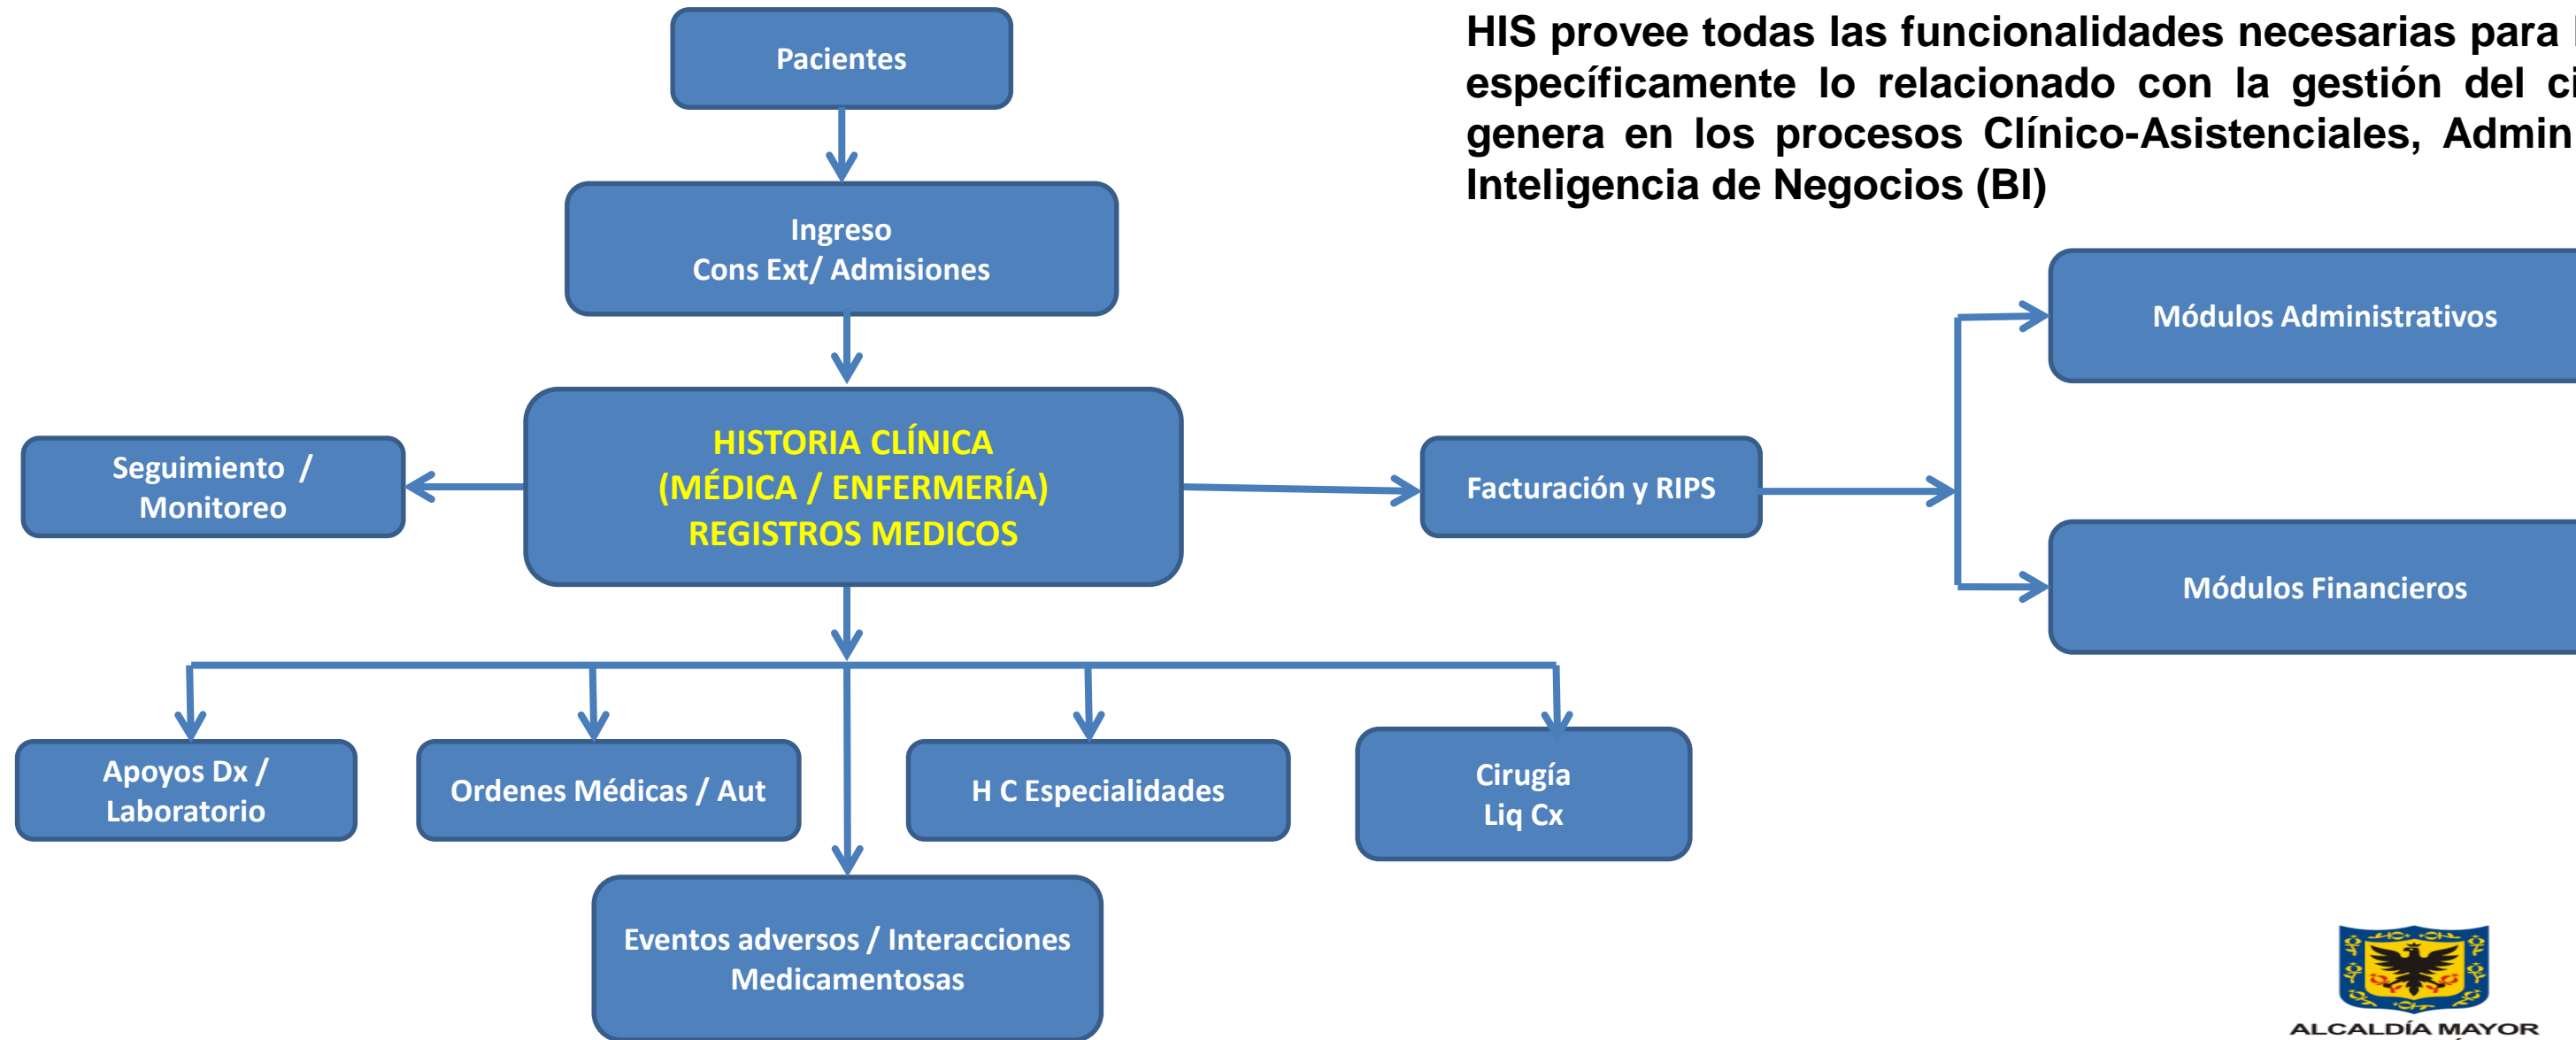 Pacientes
HIS provee todas las funcionalidades necesarias para
específicamente lo relacionado con la gestión del
genera en los procesos Clínico-Asistenciales,
Inteligencia de Negocios (BI)
Ingreso
Cons Ext/ Admisiones
Módulos Administrativos
HISTORIA CLÍNICA
(MÉDICA / ENFERMERÍA)
REGISTROS MEDICOS
Seguimiento /
Monitoreo
Facturación y RIPS
Módulos Financieros
Apoyos Dx /
Laboratorio
Ordenes Médicas / Aut
H C Especialidades
Cirugía
Liq Cx
Eventos adversos / Interacciones
Medicamentosas
ALCALDÍA MAYOR